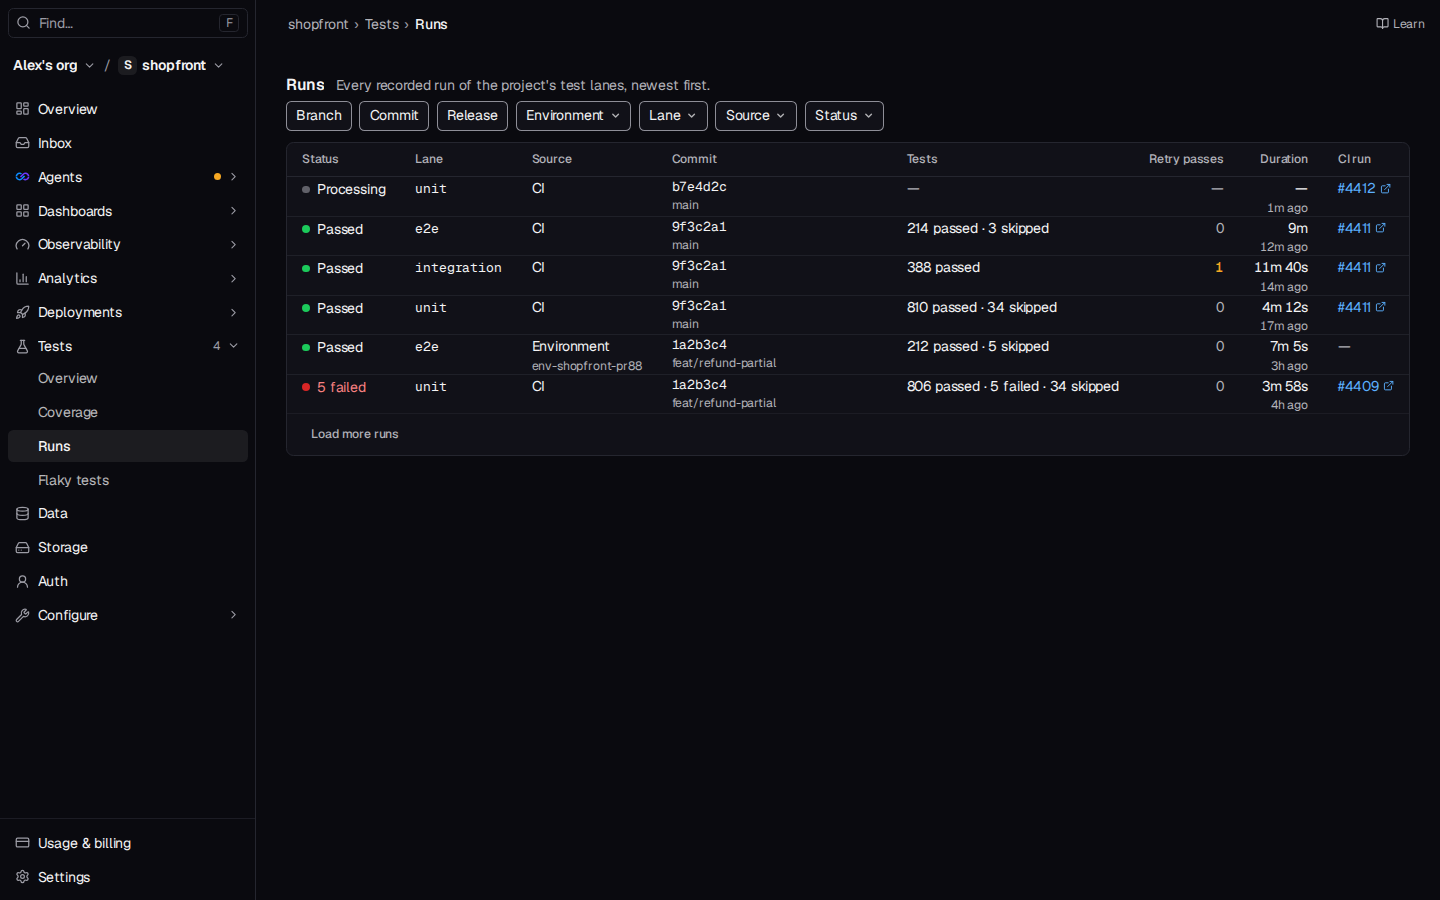 Find...
F
Alex's org / S shopfront
Overview
Inbox
Agents
Dashboards
Observability
Analytics
Deployments
Tests 4
Overview
Coverage
Runs
Flaky tests
Data
Storage
Auth
Configure
Usage & billing
Settings
shopfront › Tests › Runs
Learn
Runs Every recorded run of the project's test lanes, newest first.
Branch Commit Release Environment Lane Source Status
Status Lane Source Commit Tests Retry passes Duration CI run
Processing unit CI b7e4d2c — — — #4412
main 1m ago
Passed e2e CI 9f3c2a1 214 passed · 3 skipped 0 9m #4411
main 12m ago
Passed integration CI 9f3c2a1 388 passed 1 11m 40s #4411
main 14m ago
Passed unit CI 9f3c2a1 810 passed · 34 skipped 0 4m 12s #4411
main 17m ago
Passed e2e Environment 1a2b3c4 212 passed · 5 skipped 0 7m 5s —
env-shopfront-pr88 feat/refund-partial 3h ago
5 failed unit CI 1a2b3c4 806 passed · 5 failed · 34 skipped 0 3m 58s #4409
feat/refund-partial 4h ago
Load more runs